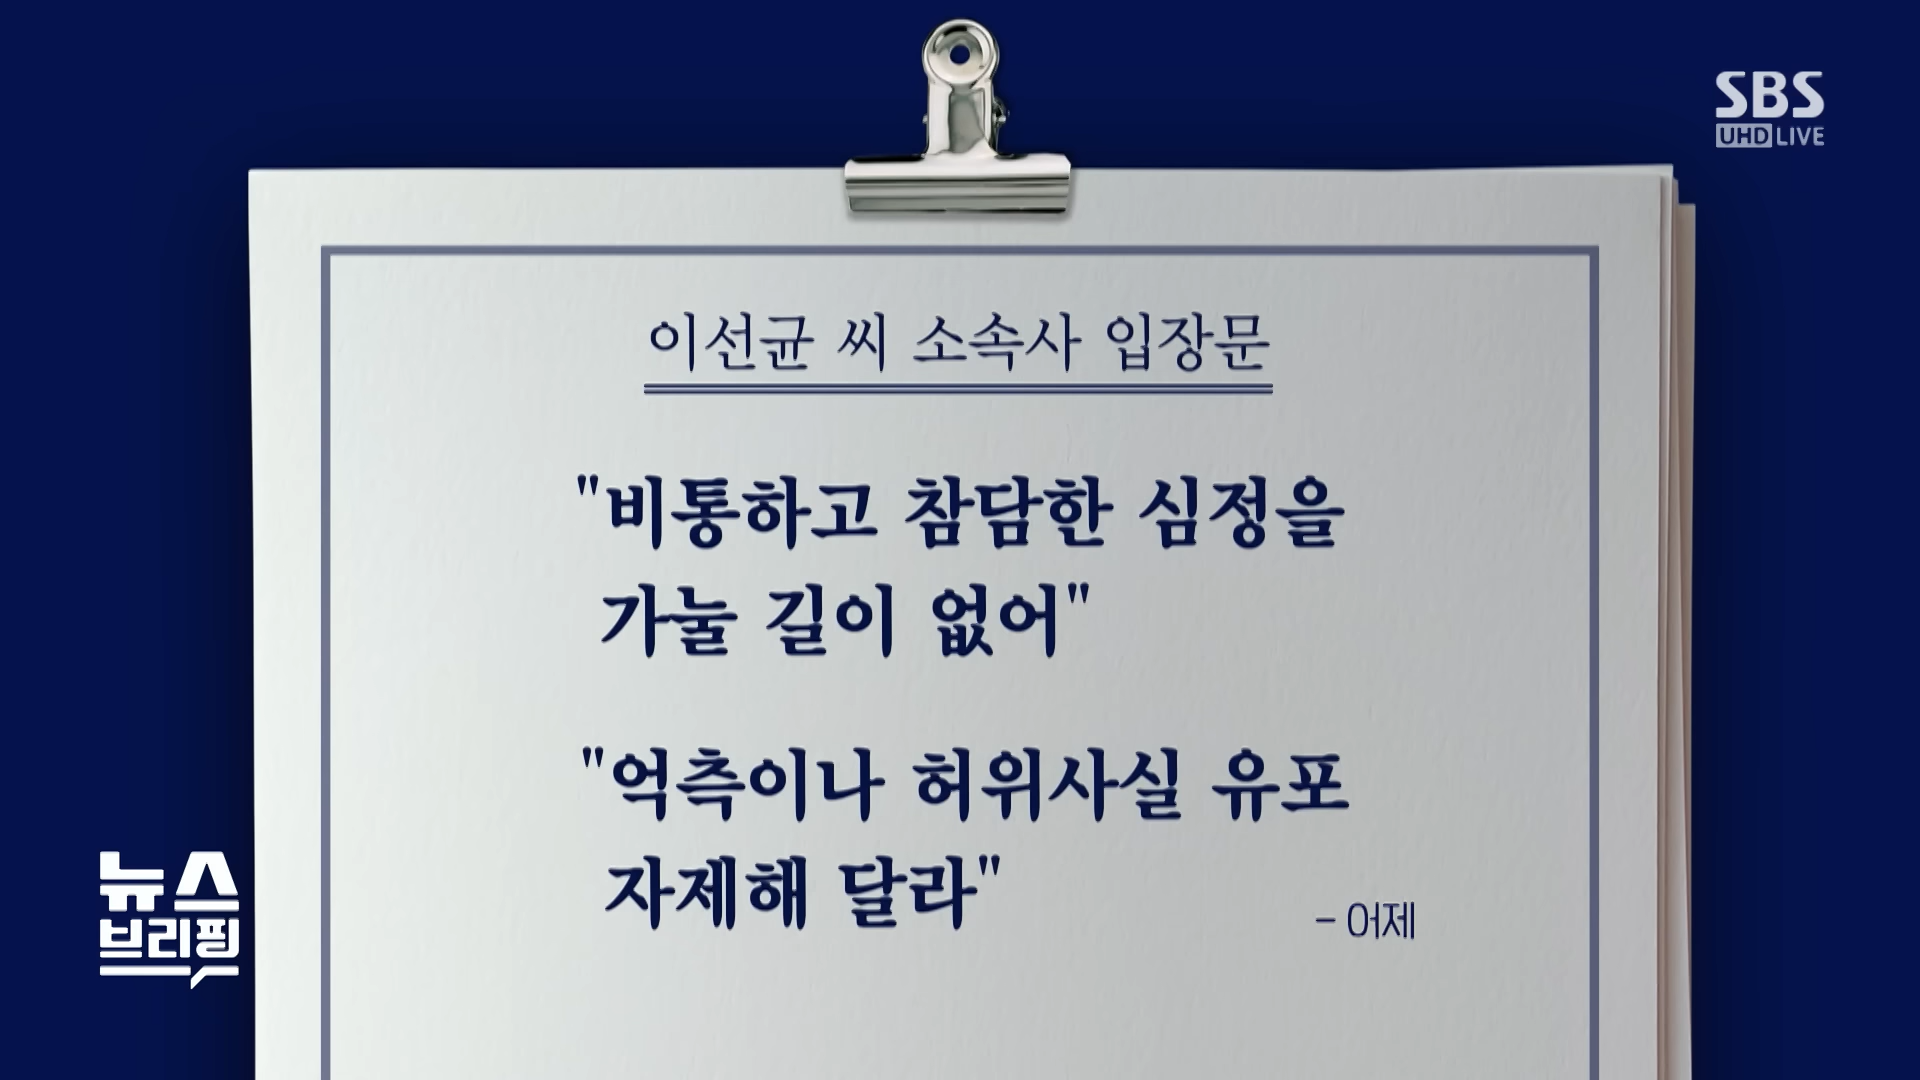 SBS
UHD LIVE
이선균 씨 소속사 입장문
"비통하고 참담한 심정을
가눌 길이 없어"
"억측이나 허위사실 유포
자제해 달라"
- 어제
뉴스
브리핑